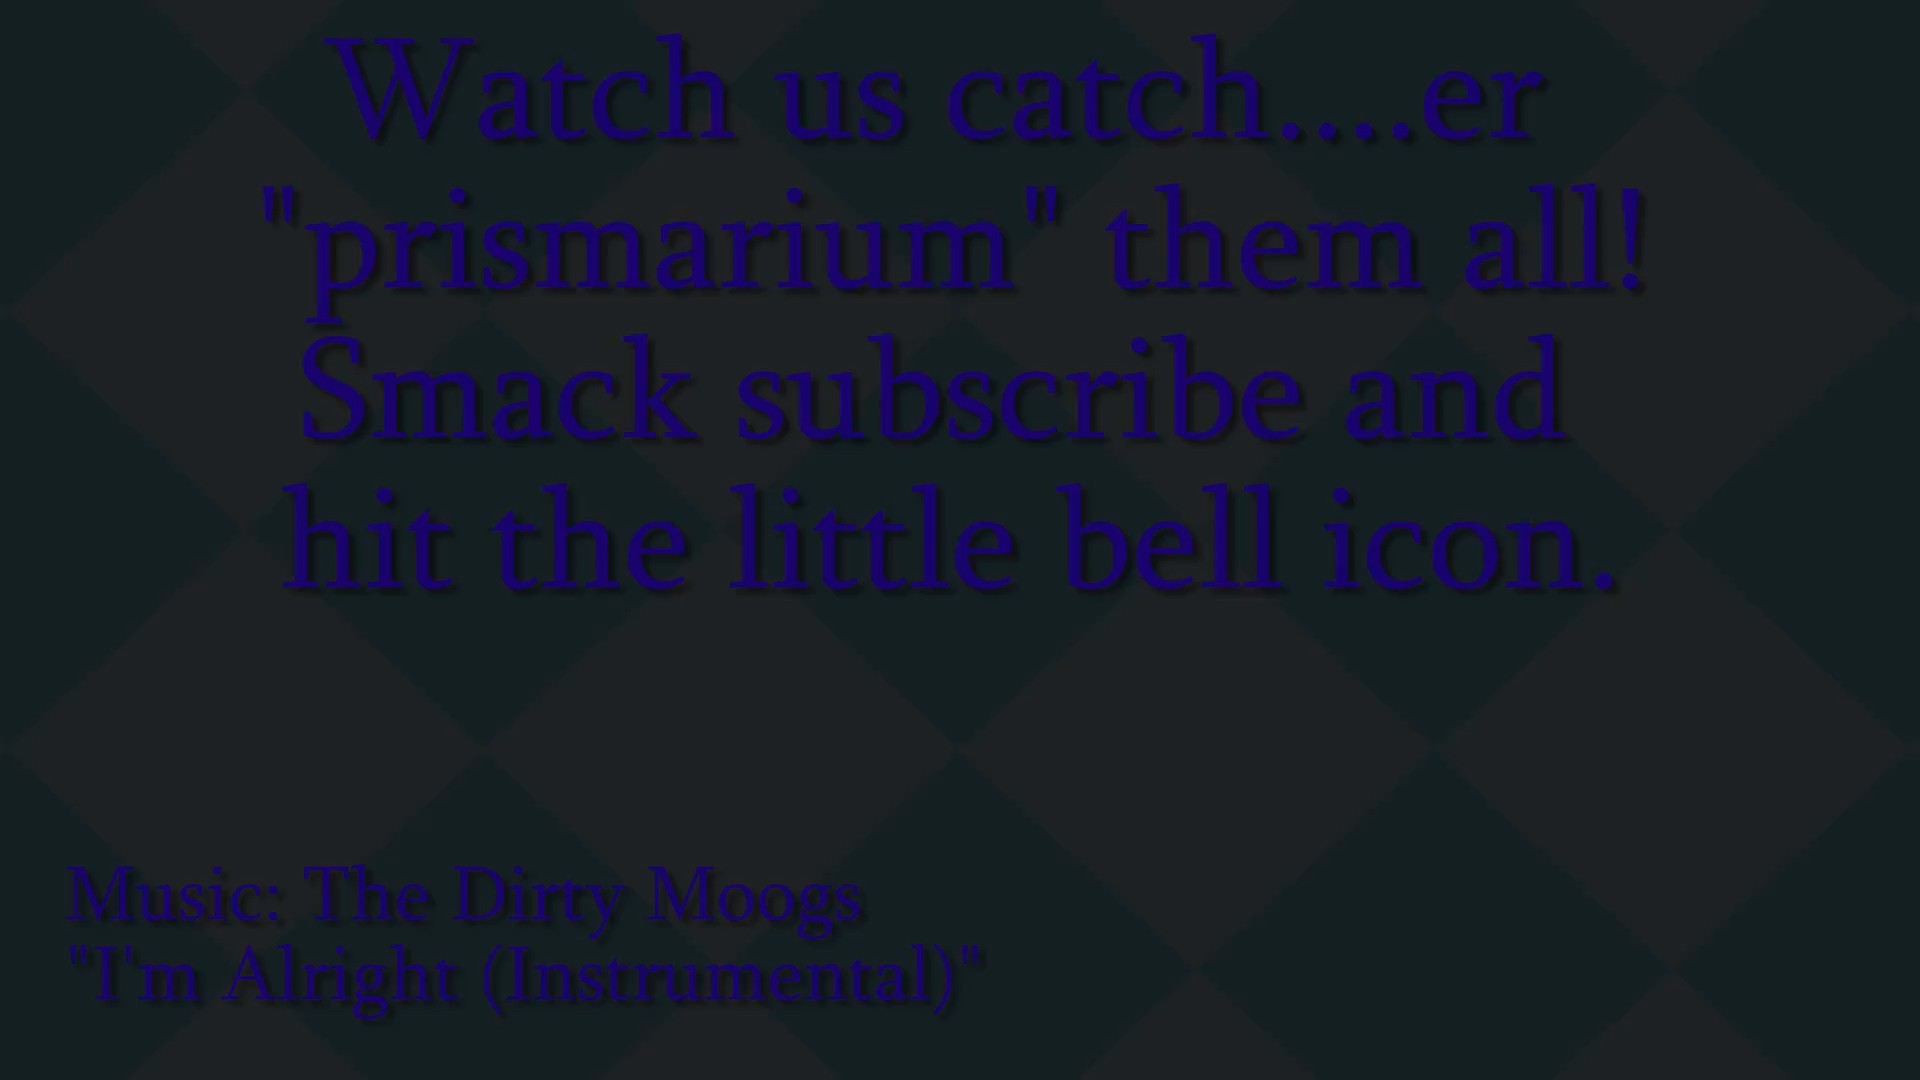 Watch us catch....er
"prismarium" them all!
Smack subscribe and
hit the little bell icon.
Music: The Dirty Moogs
"I'm Alright (Instrumental)"